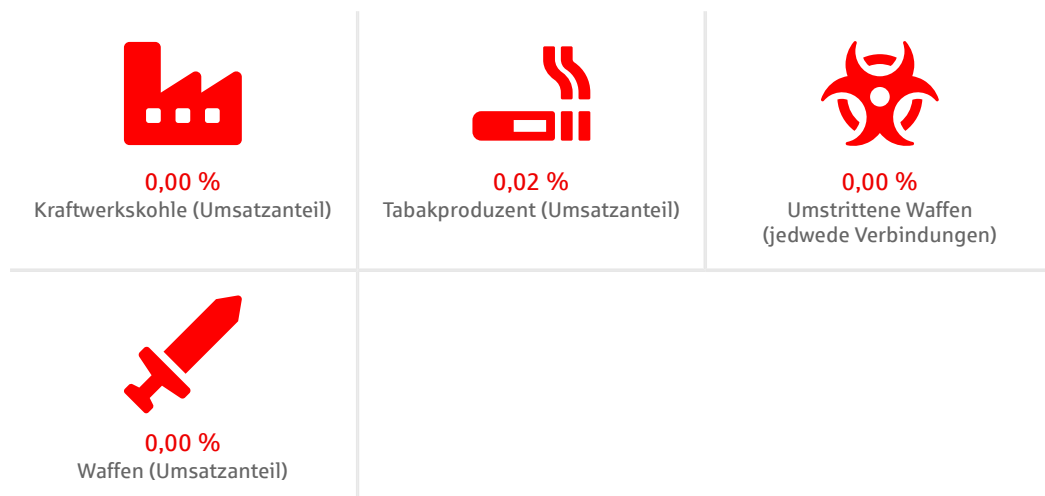 0,00 %
Kraftwerkskohle (Umsatzanteil)
0,02 %
Tabakproduzent (Umsatzanteil)
0,00 %
Umstrittene Waffen
(jedwede Verbindungen)
0,00 %
Waffen (Umsatzanteil)